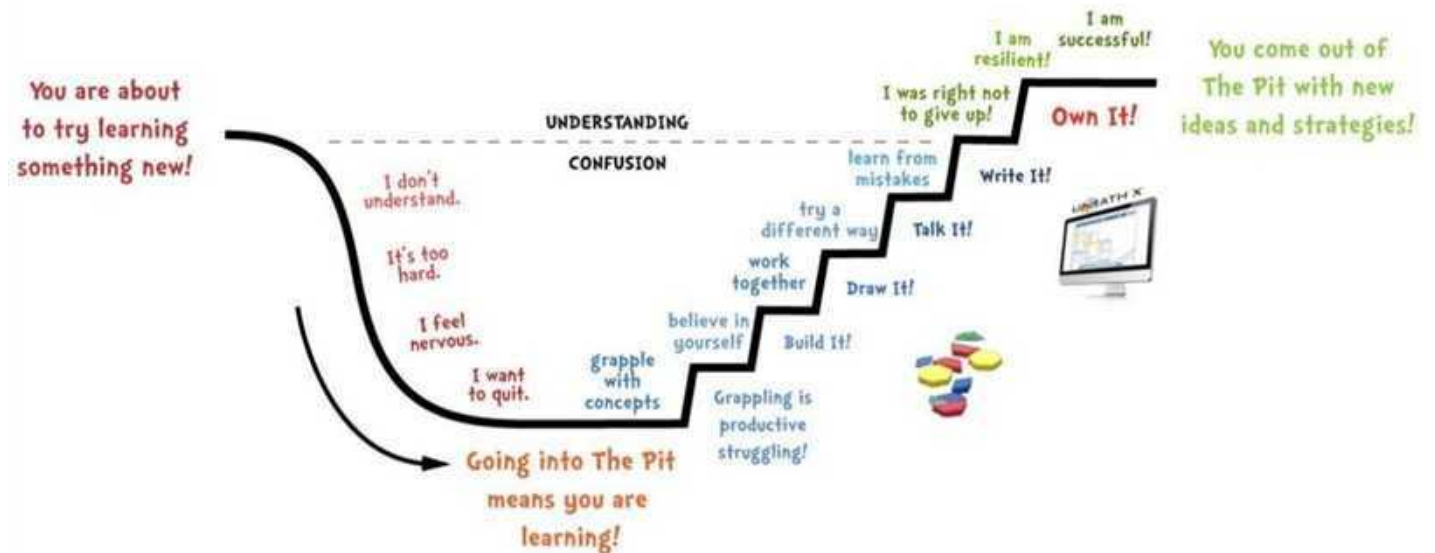 You are about
to try learning
something new!
UNDERSTANDING
CONFUSION
I don't
understand.
It's too
hard.
I feel
nervous.
I want
to quit.
Going into The Pit
means you are
learning!
grapple
with
concepts
Grappling is
productive
struggling!
believe in
yourself
Build It!
work
together
Draw It!
try a
different way
Talk It!
learn from
mistakes
Write It!
I was right not
to give up!
Own It!
I am
resilient!
I am
successful!
You come out of
The Pit with new
ideas and strategies!